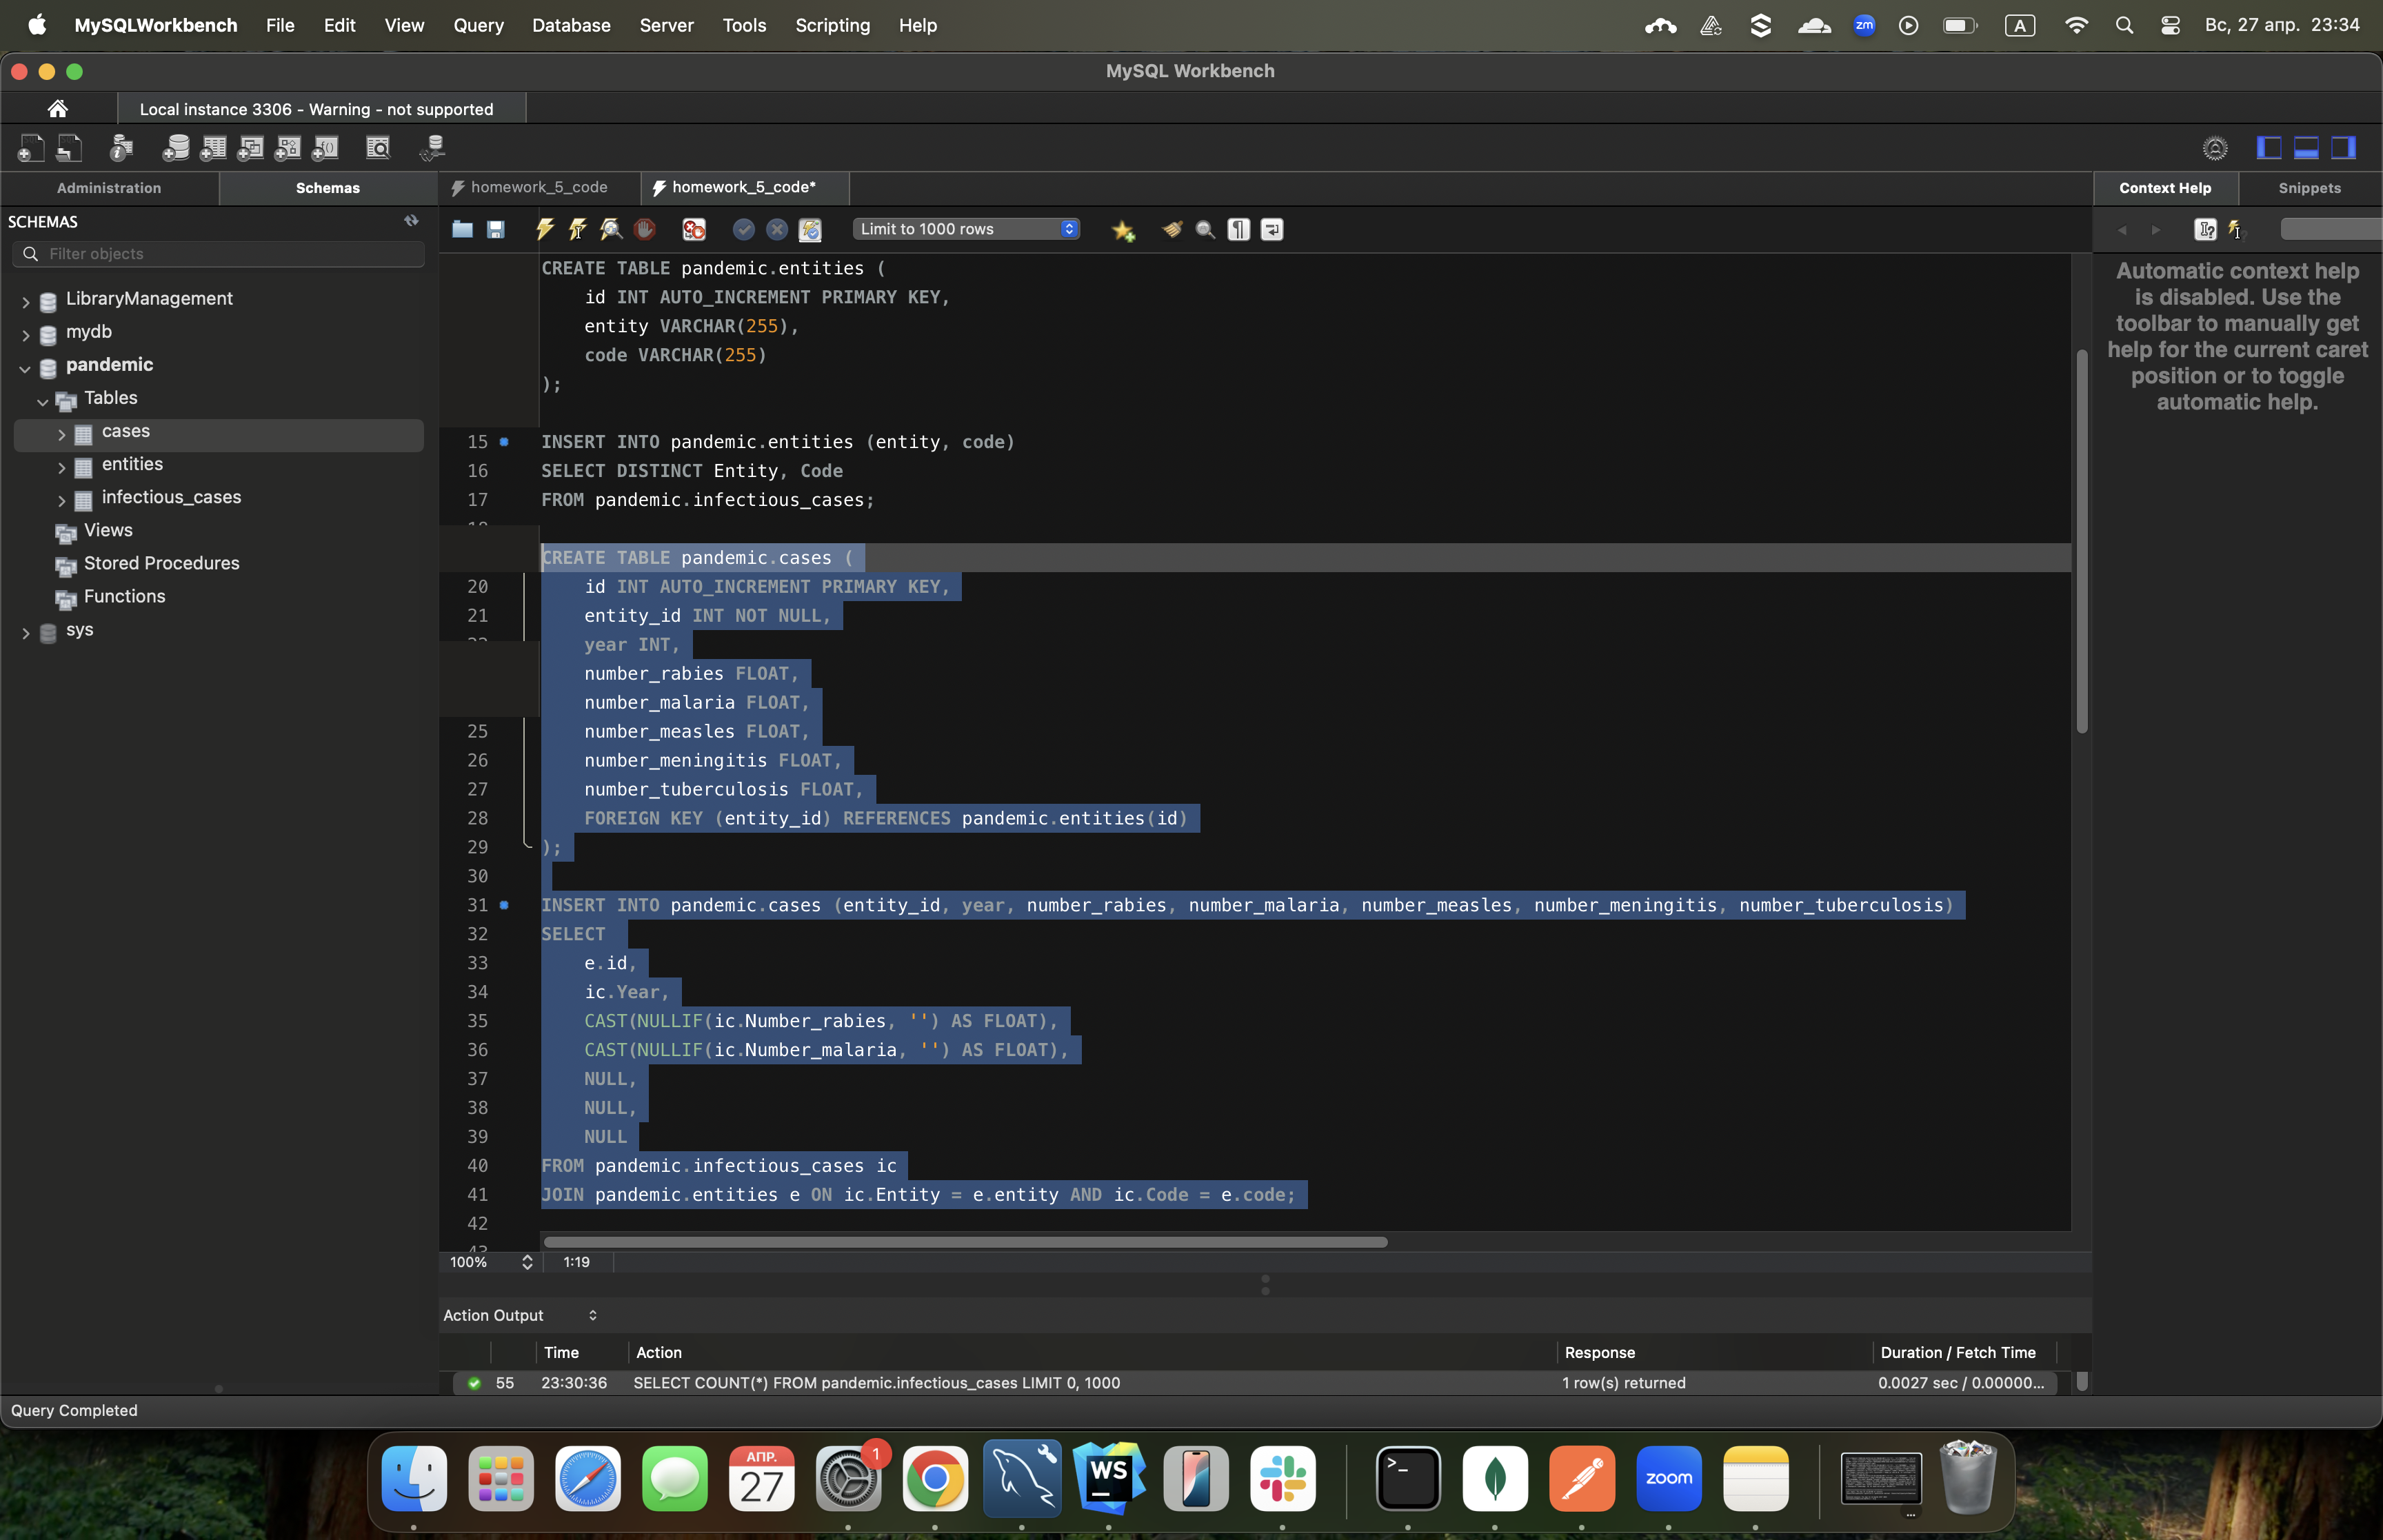 MySQLWorkbench File Edit View Query Database Server Tools Scripting Help zm A Вс, 27 апр. 23:34
MySQL Workbench
Local instance 3306 - Warning - not supported
Administration Schemas homework_5_code homework_5_code* Context Help Snippets
SCHEMAS
Limit to 1000 rows
Filter objects
LibraryManagement
mydb
pandemic
Tables
cases
entities
infectious_cases
Views
Stored Procedures
Functions
sys
CREATE TABLE pandemic.entities (
id INT AUTO_INCREMENT PRIMARY KEY,
entity VARCHAR(255),
code VARCHAR(255)
);
15 INSERT INTO pandemic.entities (entity, code)
16 SELECT DISTINCT Entity, Code
17 FROM pandemic.infectious_cases;
CREATE TABLE pandemic.cases (
20 id INT AUTO_INCREMENT PRIMARY KEY,
21 entity_id INT NOT NULL,
year INT,
number_rabies FLOAT,
number_malaria FLOAT,
25 number_measles FLOAT,
26 number_meningitis FLOAT,
27 number_tuberculosis FLOAT,
28 FOREIGN KEY (entity_id) REFERENCES pandemic.entities(id)
29 );
30
31 INSERT INTO pandemic.cases (entity_id, year, number_rabies, number_malaria, number_measles, number_meningitis, number_tuberculosis)
32 SELECT
33 e.id,
34 ic.Year,
35 CAST(NULLIF(ic.Number_rabies, '') AS FLOAT),
36 CAST(NULLIF(ic.Number_malaria, '') AS FLOAT),
37 NULL,
38 NULL,
39 NULL
40 FROM pandemic.infectious_cases ic
41 JOIN pandemic.entities e ON ic.Entity = e.entity AND ic.Code = e.code;
42
100% 1:19
Automatic context help
is disabled. Use the
toolbar to manually get
help for the current caret
position or to toggle
automatic help.
Action Output
Time Action Response Duration / Fetch Time
55 23:30:36 SELECT COUNT(*) FROM pandemic.infectious_cases LIMIT 0, 1000 1 row(s) returned 0.0027 sec / 0.00000...
Query Completed
АПР.
27
1
WS
zoom